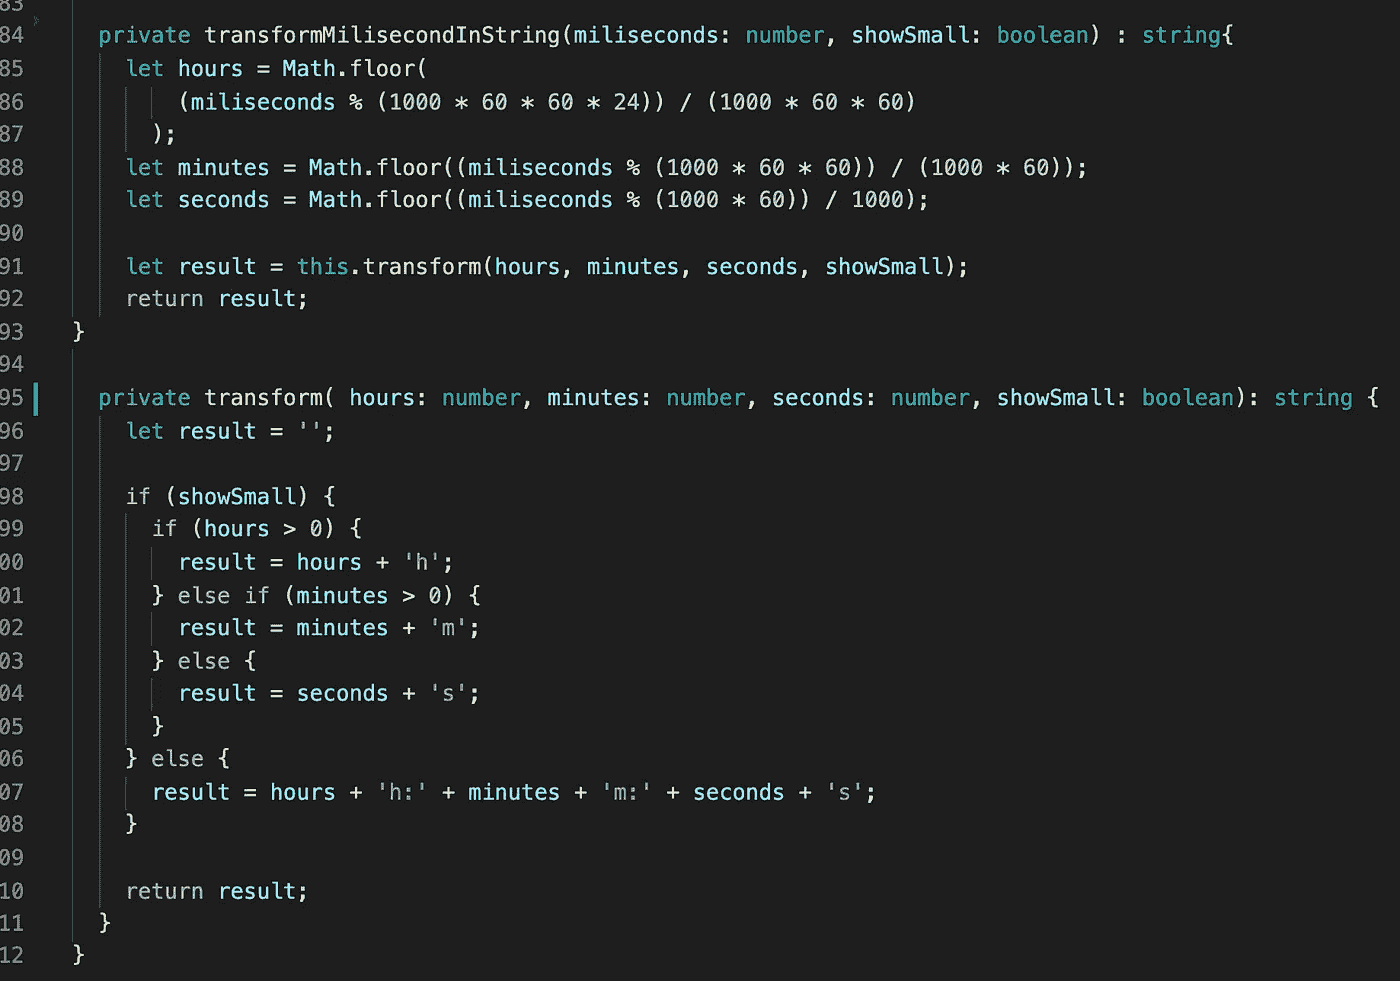 83
84 private transformMilisecondInString(miliseconds: number, showSmall: boolean) : string{
85 let hours = Math.floor(
86 (miliseconds % (1000 * 60 * 60 * 24)) / (1000 * 60 * 60)
87 );
88 let minutes = Math.floor((miliseconds % (1000 * 60 * 60)) / (1000 * 60));
89 let seconds = Math.floor((miliseconds % (1000 * 60)) / 1000);
90
91 let result = this.transform(hours, minutes, seconds, showSmall);
92 return result;
93 }
94
95 private transform( hours: number, minutes: number, seconds: number, showSmall: boolean): string {
96 let result = '';
97
98 if (showSmall) {
99 if (hours > 0) {
00 result = hours + 'h';
01 } else if (minutes > 0) {
02 result = minutes + 'm';
03 } else {
04 result = seconds + 's';
05 }
06 } else {
07 result = hours + 'h:' + minutes + 'm:' + seconds + 's';
08 }
09
10 return result;
11 }
12 }